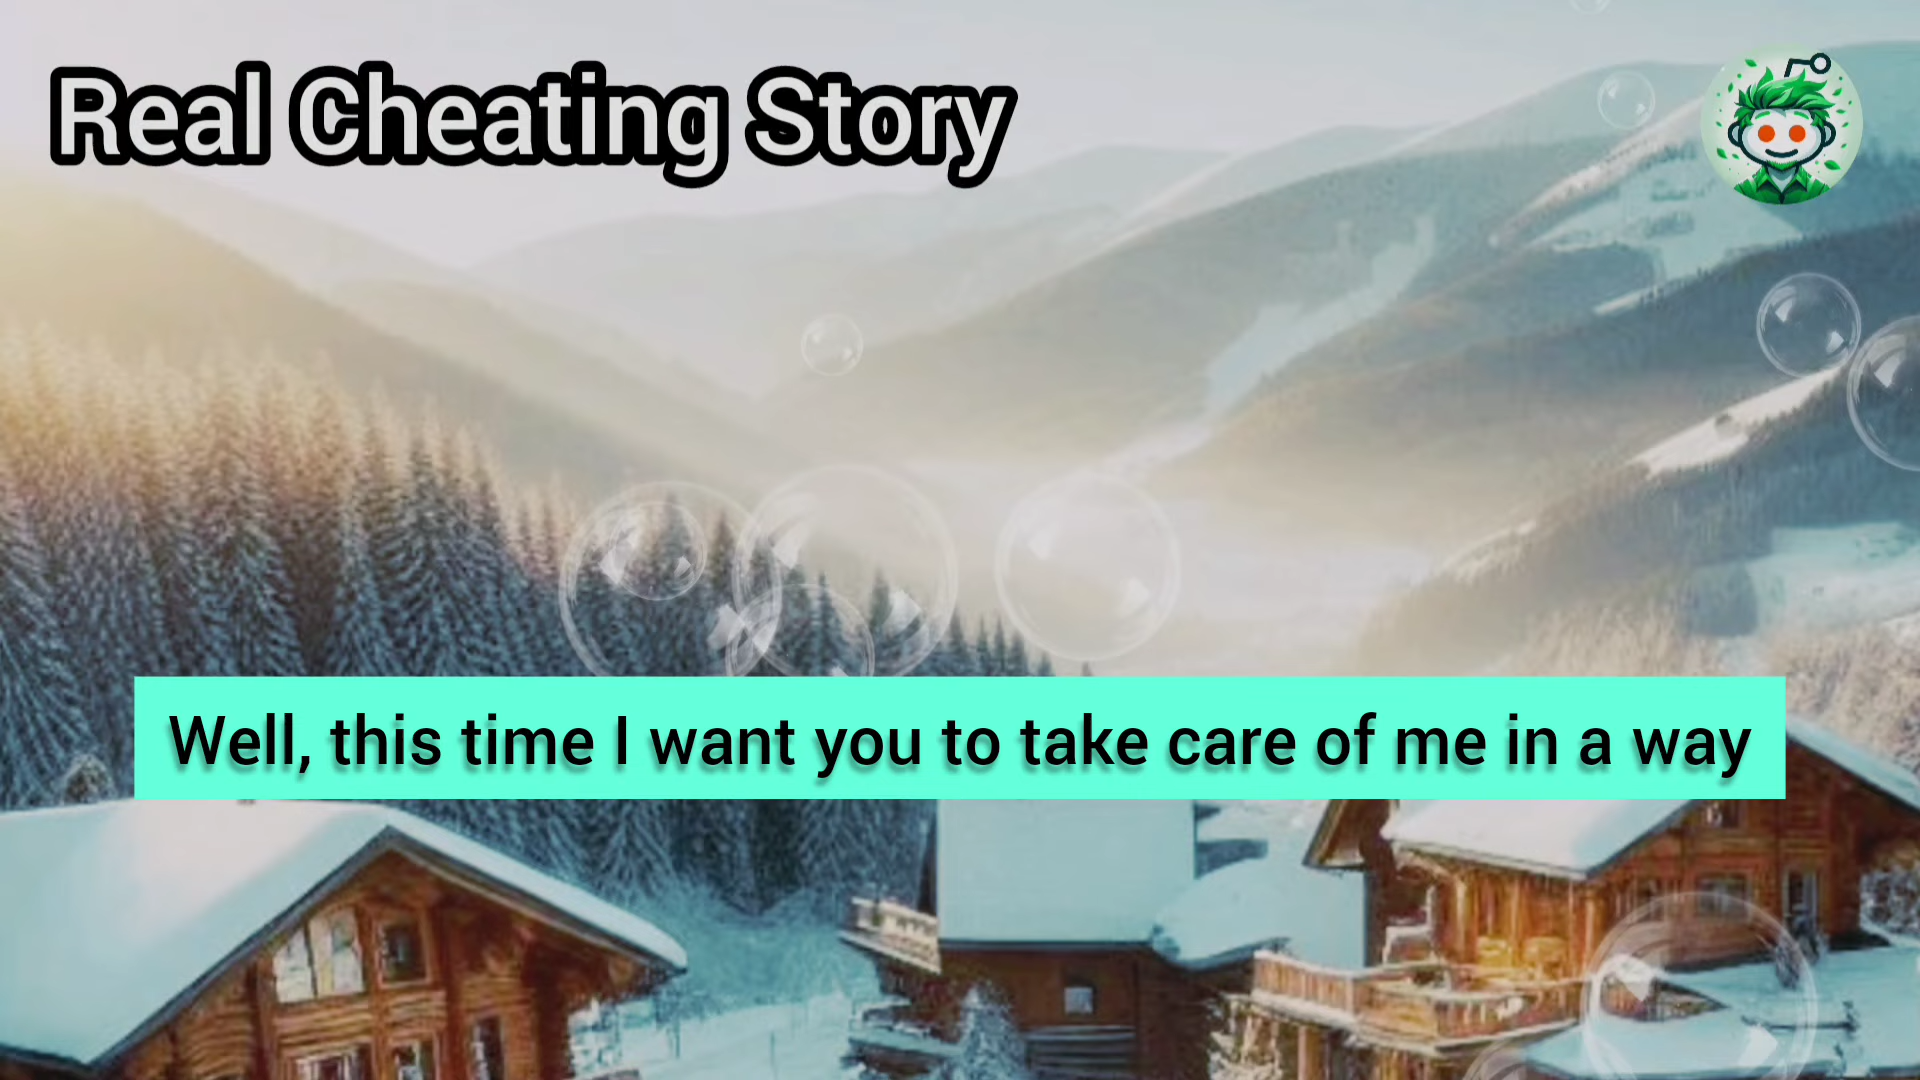 Real Cheating Story
Well, this time I want you to take care of me in a way